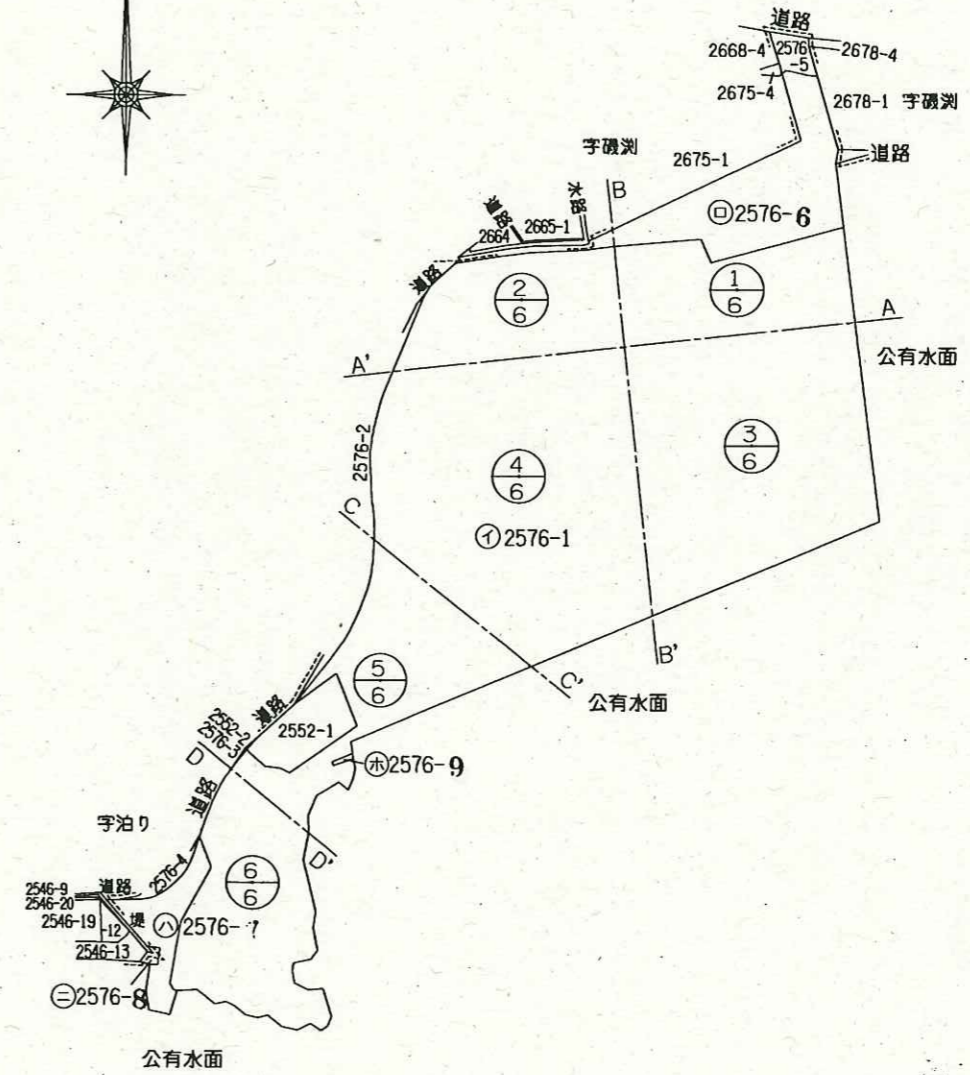 道路
2668-4
2576
-5
2678-4
2675-4
2678-1 字磯渕
字磯渕
2675-1
道路
B
水路
道路
2665-1
2664
㋺2576-6
道路
2
6
1
6
A
A'
公有水面
2576-2
3
6
4
6
C
㋑2576-1
B'
5
6
C'
公有水面
道路
2552-1
2552-2
2576-3
D
㋭2576-9
道路
字泊り
D'
6
6
2576-4
2546-9
道路
2546-20
2546-19
-12
堤
㋩2576-7
2546-13
㋥2576-8
公有水面